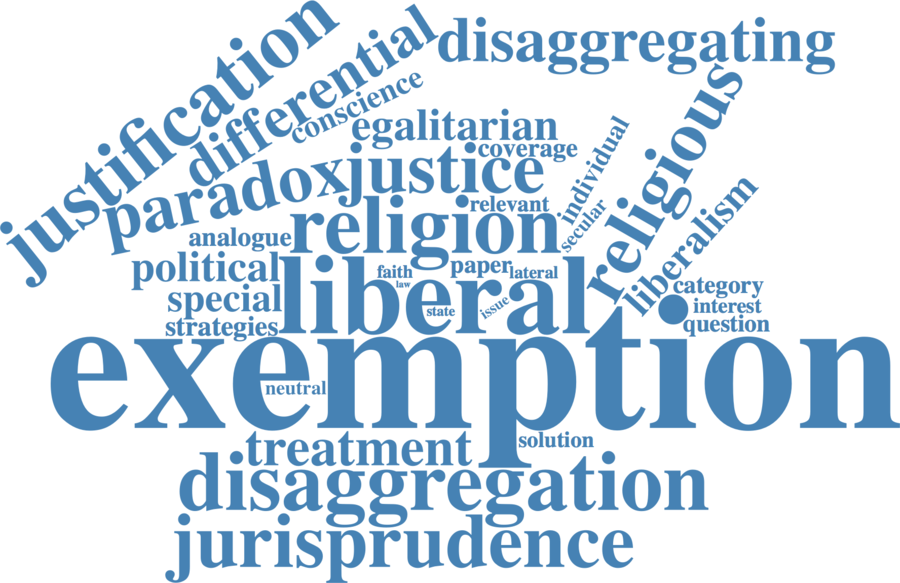 justification
differential
conscience
disaggregating
egalitarian
coverage
individual
religious
paradox
justice
relevant
secular
liberalism
analogue
religion
political
faith
law
paper
lateral
special
liberal
state
issue
category
interest
strategies
question
exemption
neutral
treatment
solution
disaggregation
jurisprudence